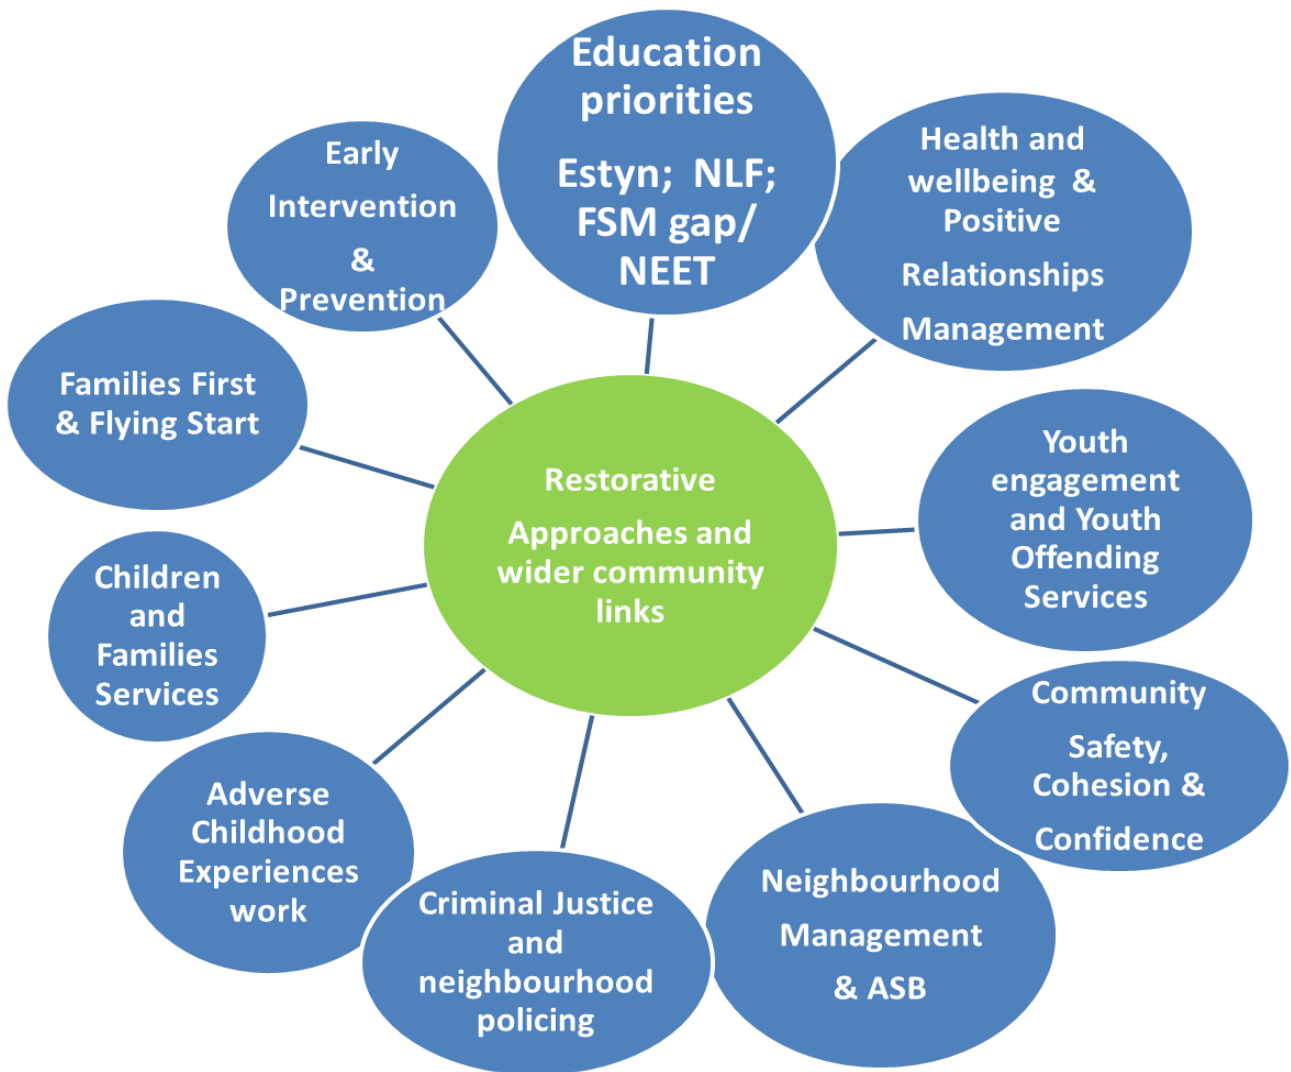 Education
priorities
Estyn; NLF;
FSM gap/
NEET
Health and
wellbeing &
Positive
Relationships
Management
Youth
engagement
and Youth
Offending
Services
Community
Safety,
Cohesion &
Confidence
Neighbourhood
Management
& ASB
Criminal Justice
and
neighbourhood
policing
Adverse
Childhood
Experiences
work
Children
and
Families
Services
Families First
& Flying Start
Early
Intervention
&
Prevention
Restorative
Approaches and
wider community
links